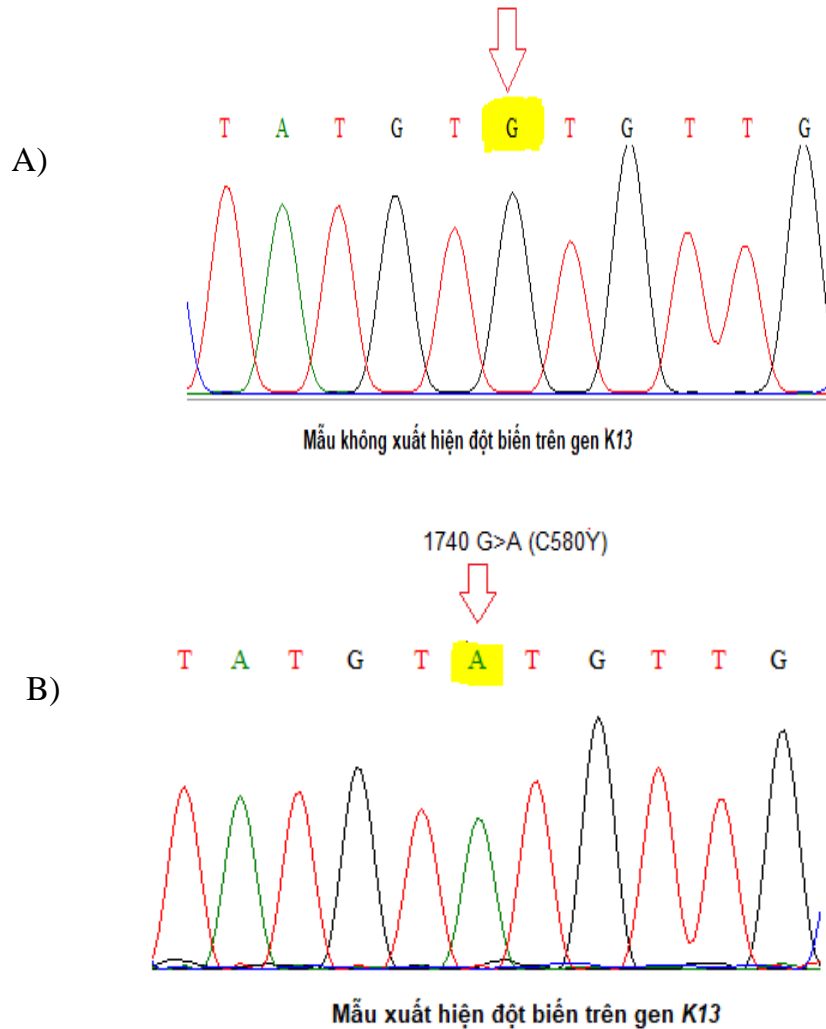 T A T G T G T G T T G
A)
Mẫu không xuất hiện đột biến trên gen K13
1740 G>A (C580Y)
T A T G T A T G T T G
B)
Mẫu xuất hiện đột biến trên gen K13